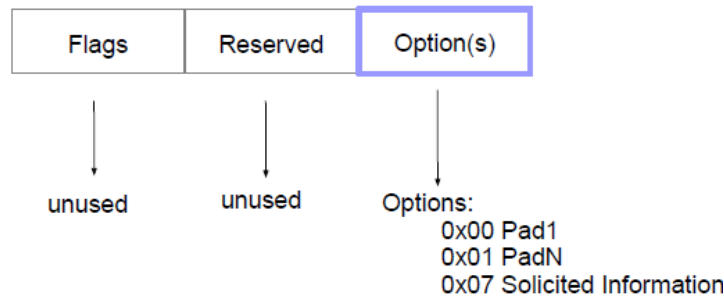 Flags Reserved Option(s)
unused unused Options:
0x00 Pad1
0x01 PadN
0x07 Solicited Information